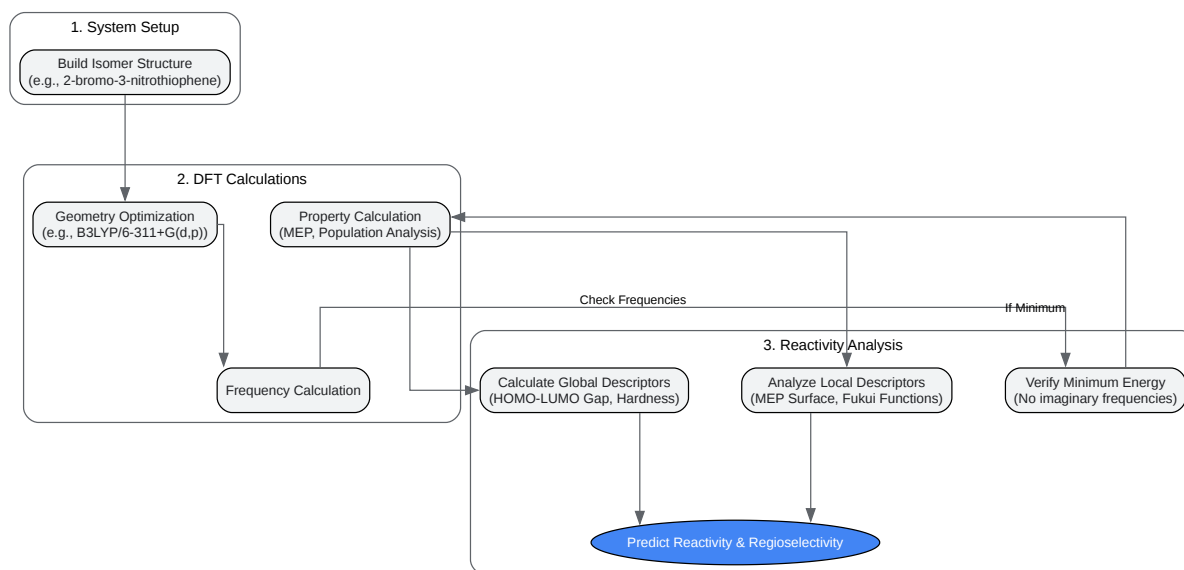 1. System Setup
Build Isomer Structure
(e.g., 2-bromo-3-nitrothiophene)
2. DFT Calculations
Geometry Optimization
(e.g., B3LYP/6-311+G(d,p))
Property Calculation
(MEP, Population Analysis)
Check Frequencies
If Minimum
Frequency Calculation
3. Reactivity Analysis
Calculate Global Descriptors
(HOMO-LUMO Gap, Hardness)
Analyze Local Descriptors
(MEP Surface, Fukui Functions)
Verify Minimum Energy
(No imaginary frequencies)
Predict Reactivity & Regioselectivity